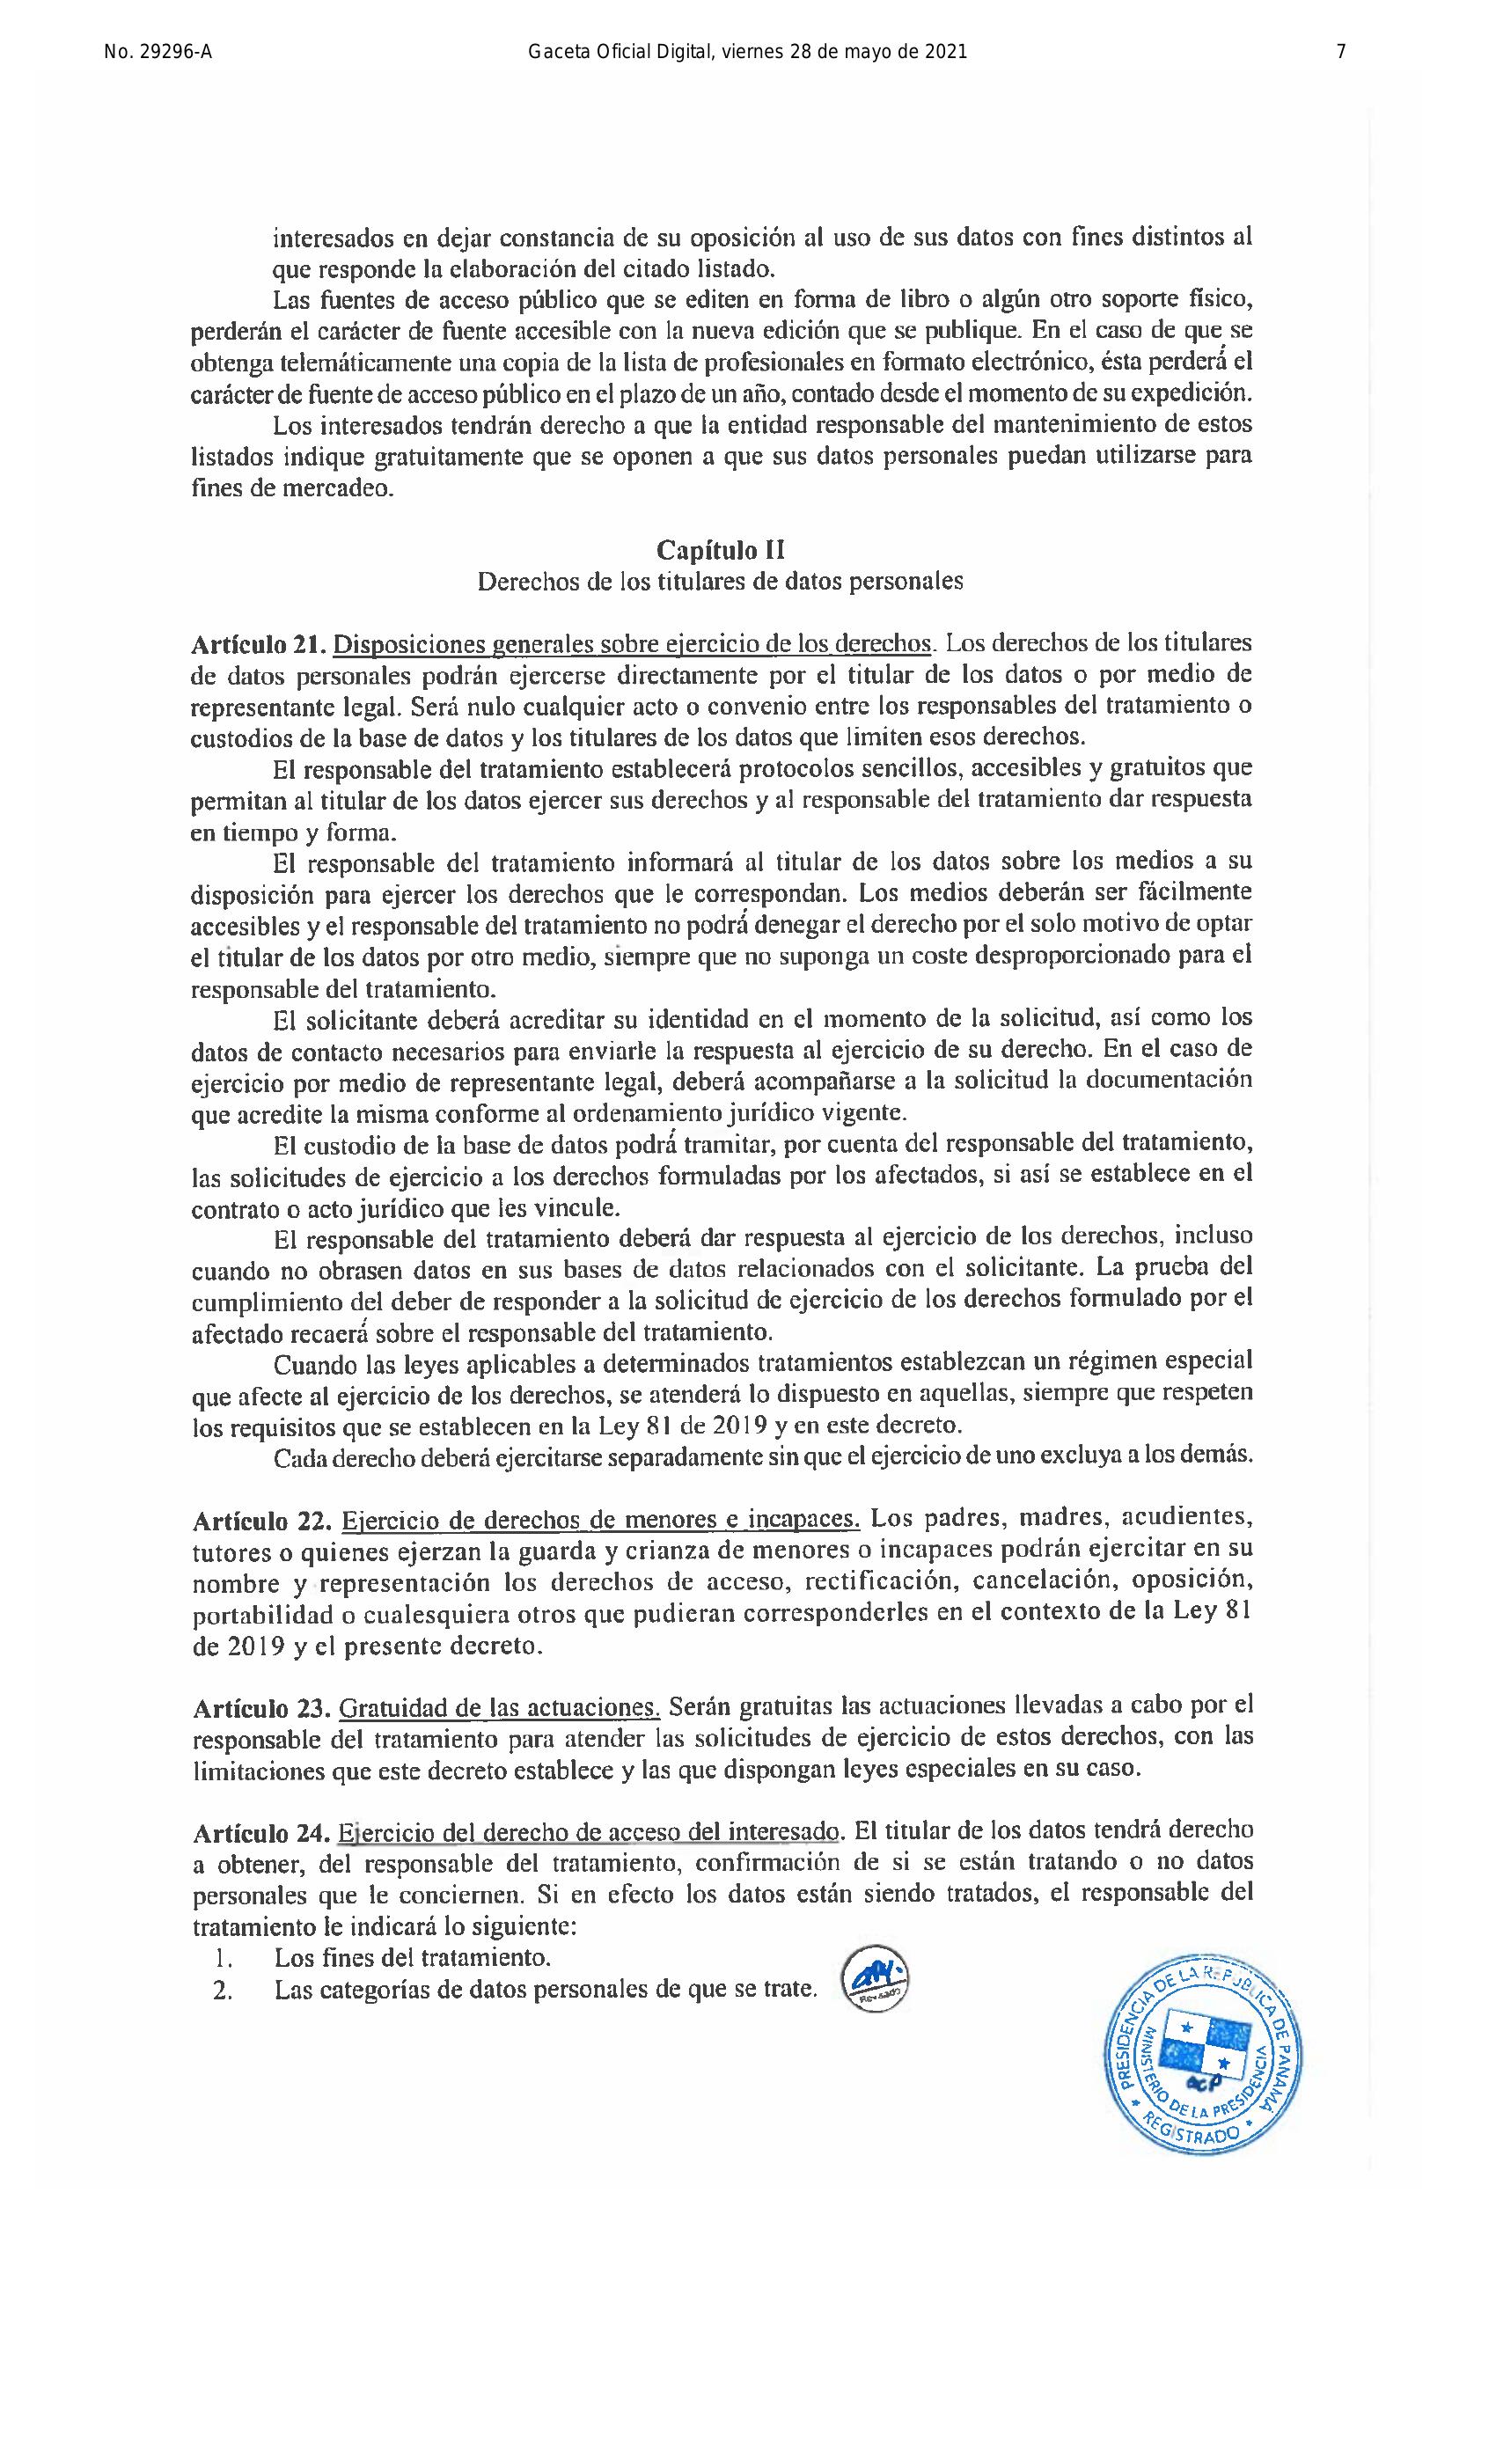 No. 29296-A
Gaceta Oficial Digital, viernes 28 de mayo de 2021
7
interesados en dejar constancia de su oposición al uso de sus datos con fines distintos al
que responde la elaboración del citado listado.
Las fuentes de acceso público que se editen en forma de libro o algún otro soporte físico,
perderán el carácter de fuente accesible con la nueva edición que se publique. En el caso de que se
obtenga telemáticamente una copia de la lista de profesionales en formato electrónico, ésta perderá el
carácter de fuente de acceso público en el plazo de un año, contado desde el momento de su expedición.
Los interesados tendrán derecho a que la entidad responsable del mantenimiento de estos
listados indique gratuitamente que se oponen a que sus datos personales puedan utilizarse para
fines de mercadeo.
Capítulo II
Derechos de los titulares de datos personales
Artículo 21. Disposiciones generales sobre ejercicio de los derechos. Los derechos de los titulares
de datos personales podrán ejercerse directamente por el titular de los datos o por medio de
representante legal. Será nulo cualquier acto o convenio entre los responsables del tratamiento o
custodios de la base de datos y los titulares de los datos que limiten esos derechos.
El responsable del tratamiento establecerá protocolos sencillos, accesibles y gratuitos que
permitan al titular de los datos ejercer sus derechos y al responsable del tratamiento dar respuesta
en tiempo y forma.
El responsable del tratamiento informará al titular de los datos sobre los medios a su
disposición para ejercer los derechos que le correspondan. Los medios deberán ser fácilmente
accesibles y el responsable del tratamiento no podrá denegar el derecho por el solo motivo de optar
el titular de los datos por otro medio, siempre que no suponga un coste desproporcionado para el
responsable del tratamiento.
El solicitante deberá acreditar su identidad en el momento de la solicitud, así como los
datos de contacto necesarios para enviarle la respuesta al ejercicio de su derecho. En el caso de
ejercicio por medio de representante legal, deberá acompañarse a la solicitud la documentación
que acredite la misma conforme al ordenamiento jurídico vigente.
El custodio de la base de datos podrá tramitar, por cuenta del responsable del tratamiento,
las solicitudes de ejercicio a los derechos formuladas por los afectados, si así se establece en el
contrato o acto jurídico que les vincule.
El responsable del tratamiento deberá dar respuesta al ejercicio de los derechos, incluso
cuando no obrasen datos en sus bases de datos relacionados con el solicitante. La prueba del
cumplimiento del deber de responder a la solicitud de ejercicio de los derechos formulado por el
afectado recaerá sobre el responsable del tratamiento.
Cuando las leyes aplicables a determinados tratamientos establezcan un régimen especial
que afecte al ejercicio de los derechos, se atenderá lo dispuesto en aquellas, siempre que respeten
los requisitos que se establecen en la Ley 81 de 2019 y en este decreto.
Cada derecho deberá ejercitarse separadamente sin que el ejercicio de uno excluya a los demás.
Artículo 22. Ejercicio de derechos de menores e incapaces. Los padres, madres, acudientes,
tutores o quienes ejerzan la guarda y crianza de menores o incapaces podrán ejercitar en su
nombre y representación los derechos de acceso, rectificación, cancelación, oposición,
portabilidad o cualesquiera otros que pudieran corresponderles en el contexto de la Ley 81
de 2019 y el presente decreto.
Artículo 23. Gratuidad de las actuaciones. Serán gratuitas las actuaciones llevadas a cabo por el
responsable del tratamiento para atender las solicitudes de ejercicio de estos derechos, con las
limitaciones que este decreto establece y las que dispongan leyes especiales en su caso.
Artículo 24. Ejercicio del derecho de acceso del interesado. El titular de los datos tendrá derecho
a obtener, del responsable del tratamiento, confirmación de si se están tratando o no datos
personales que le conciernen. Si en efecto los datos están siendo tratados, el responsable del
tratamiento le indicará lo siguiente:
1. Los fines del tratamiento.
2. Las categorías de datos personales de que se trate.
Revisado
PRESIDENCIA DE LA REPUBLICA DE PANAMÁ
MINISTERIO DE LA PRESIDENCIA
REGISTRADO